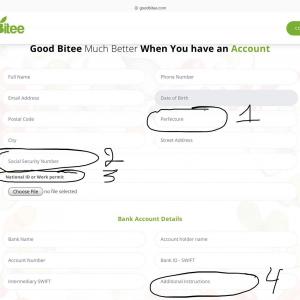 goodbitee.com
Bitee
Good Bitee Much Better When You have an Account
Full Name Phone Number
Email Address Date of Birth
Postal Code Perfecture 1
City Street Address
Social Security Number 2
National ID or Work permit 3
Choose File no file selected
Bank Account Details
Bank Name Account holder name
Account Number Bank ID - SWIFT
Intermediary SWIFT Additional Instructions 4